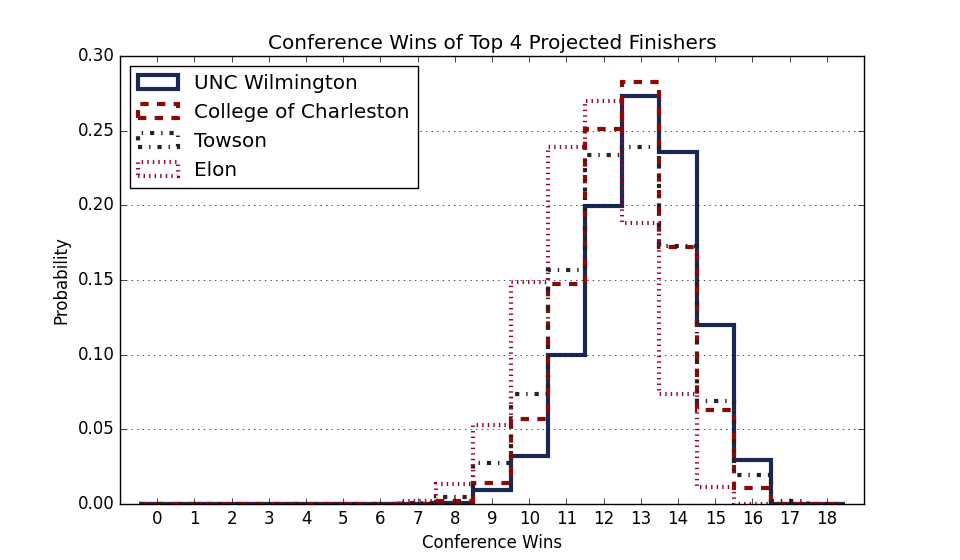 Conference Wins of Top 4 Projected Finishers
0.30
0.25
0.20
0.15
0.10
0.05
0.00
Probability
UNC Wilmington
College of Charleston
Towson
Elon
0 1 2 3 4 5 6 7 8 9 10 11 12 13 14 15 16 17 18
Conference Wins